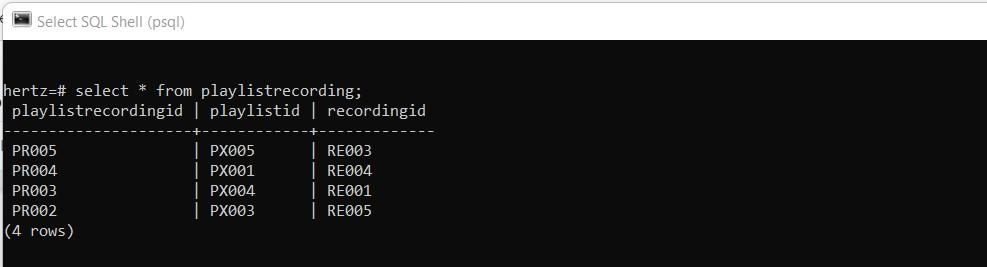 Select SQL Shell (psql)
hertz=# select * from playlistrecording;
 playlistrecordingid | playlistid | recordingid
---------------------+------------+-------------
 PR005               | PX005      | RE003
 PR004               | PX001      | RE004
 PR003               | PX004      | RE001
 PR002               | PX003      | RE005
(4 rows)